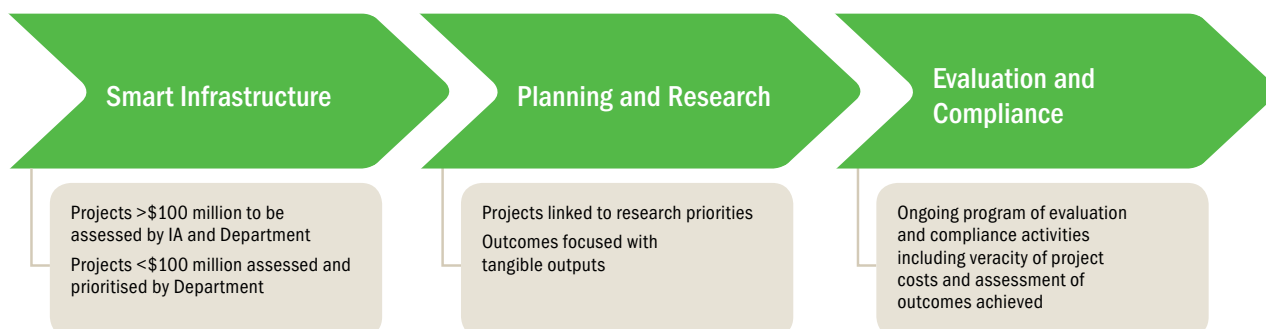 Smart Infrastructure
Projects >$100 million to be
assessed by IA and Department
Projects <$100 million assessed and
prioritised by Department
Planning and Research
Projects linked to research priorities
Outcomes focused with
tangible outputs
Evaluation and
Compliance
Ongoing program of evaluation
and compliance activities
including veracity of project
costs and assessment of
outcomes achieved